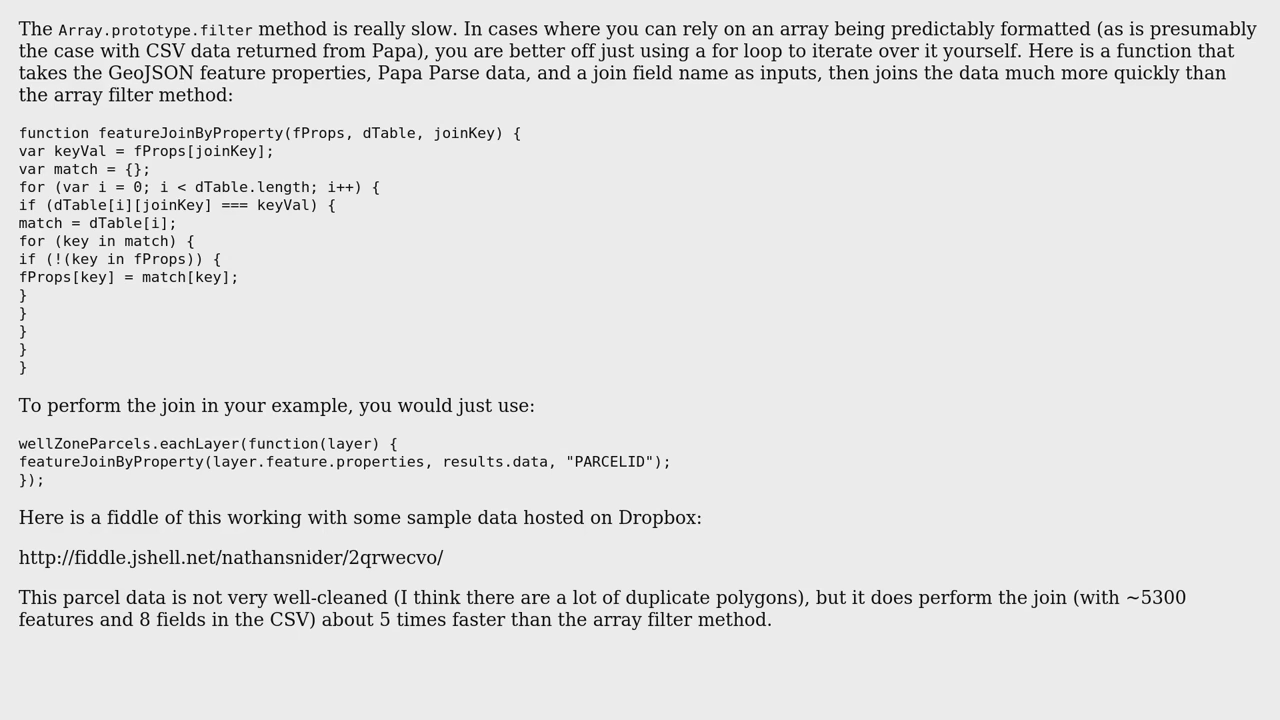 The Array.prototype.filter method is really slow. In cases where you can rely on an array being predictably formatted (as is presumably
the case with CSV data returned from Papa), you are better off just using a for loop to iterate over it yourself. Here is a function that
takes the GeoJSON feature properties, Papa Parse data, and a join field name as inputs, then joins the data much more quickly than
the array filter method:
function featureJoinByProperty(fProps, dTable, joinKey) {
var keyVal = fProps[joinKey];
var match = {};
for (var i = 0; i < dTable.length; i++) {
if (dTable[i][joinKey] === keyVal) {
match = dTable[i];
for (key in match) {
if (!(key in fProps)) {
fProps[key] = match[key];
}
}
}
}
}
To perform the join in your example, you would just use:
wellZoneParcels.eachLayer(function(layer) {
featureJoinByProperty(layer.feature.properties, results.data, "PARCELID");
});
Here is a fiddle of this working with some sample data hosted on Dropbox:
http://fiddle.jshell.net/nathansnider/2qrwecvo/
This parcel data is not very well-cleaned (I think there are a lot of duplicate polygons), but it does perform the join (with ~5300
features and 8 fields in the CSV) about 5 times faster than the array filter method.